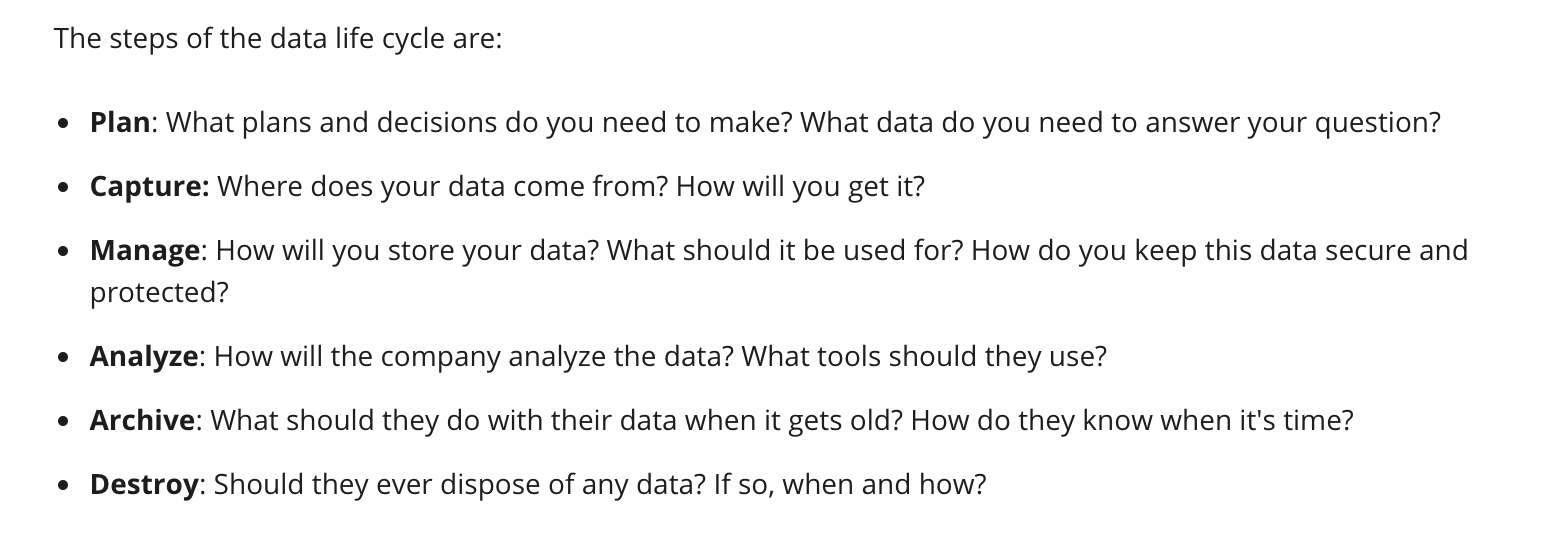 The steps of the data life cycle are:
• Plan: What plans and decisions do you need to make? What data do you need to answer your question?
• Capture: Where does your data come from? How will you get it?
• Manage: How will you store your data? What should it be used for? How do you keep this data secure and
protected?
• Analyze: How will the company analyze the data? What tools should they use?
• Archive: What should they do with their data when it gets old? How do they know when it's time?
• Destroy: Should they ever dispose of any data? If so, when and how?